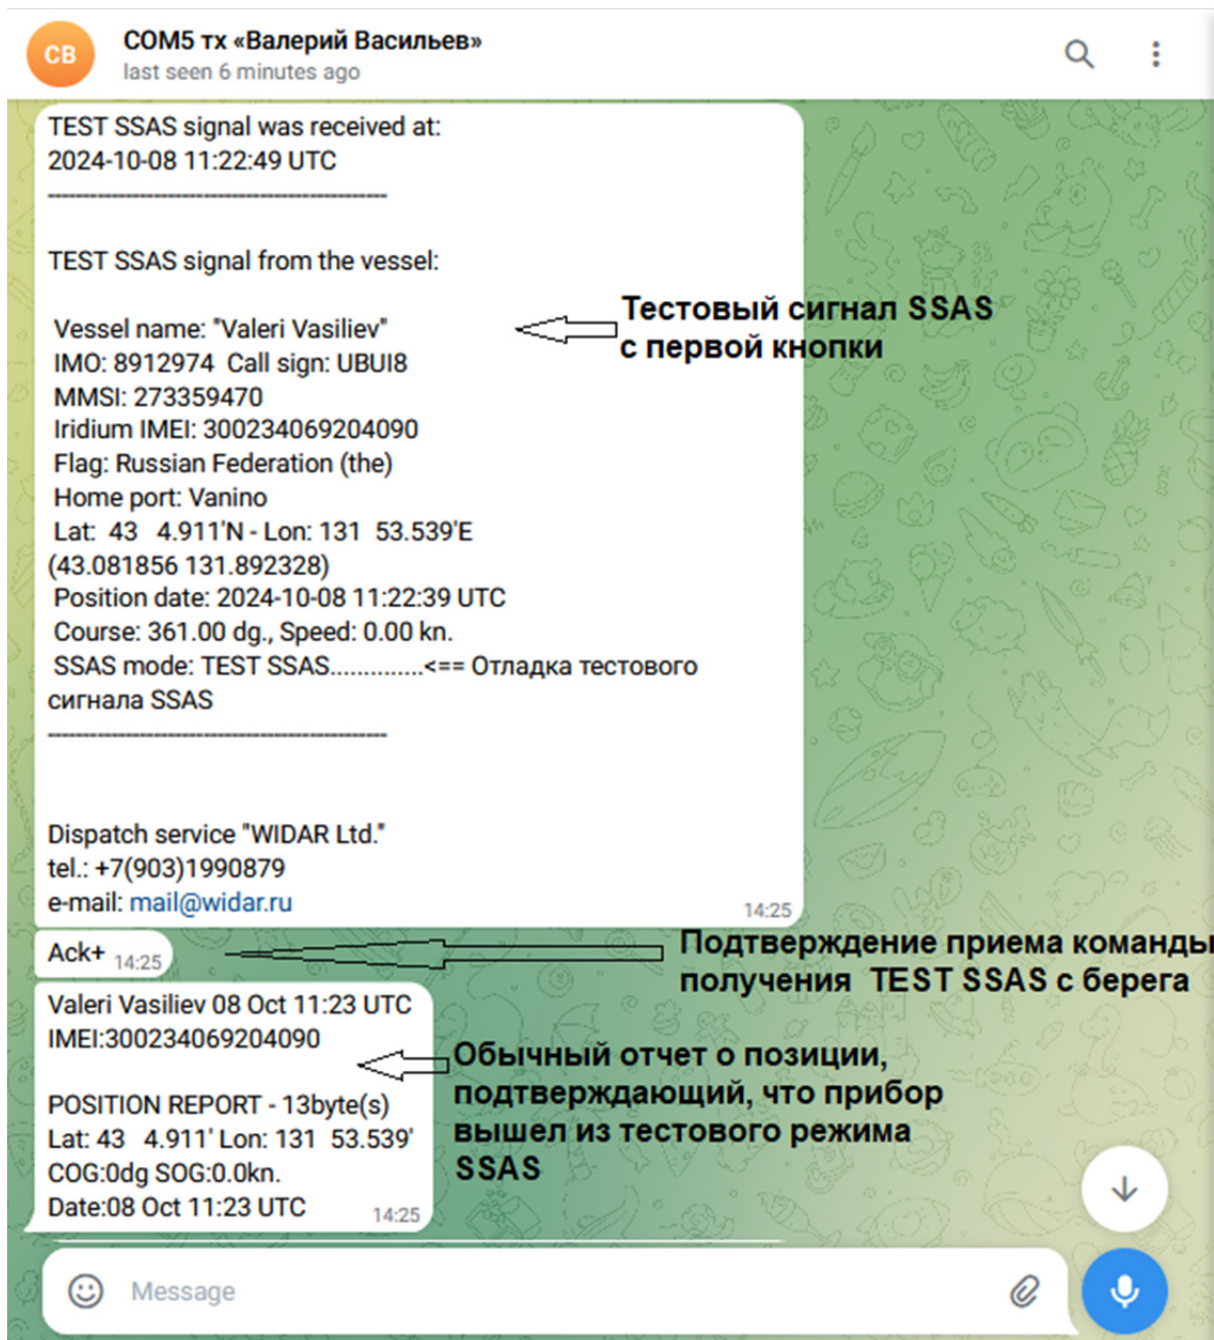 СВ
COM5 тх «Валерий Васильев»
last seen 6 minutes ago
TEST SSAS signal was received at:
2024-10-08 11:22:49 UTC
-----------------------------------------------
TEST SSAS signal from the vessel:
Vessel name: "Valeri Vasiliev"
IMO: 8912974 Call sign: UBUI8
MMSI: 273359470
Iridium IMEI: 300234069204090
Flag: Russian Federation (the)
Home port: Vanino
Lat: 43 4.911'N - Lon: 131 53.539'E
(43.081856 131.892328)
Position date: 2024-10-08 11:22:39 UTC
Course: 361.00 dg., Speed: 0.00 kn.
SSAS mode: TEST SSAS..............<== Отладка тестового
сигнала SSAS
-----------------------------------------------
Тестовый сигнал SSAS
с первой кнопки
Dispatch service "WIDAR Ltd."
tel.: +7(903)1990879
e-mail: mail@widar.ru
14:25
Ack+ 14:25
Подтверждение приема команды
получения TEST SSAS с берега
Valeri Vasiliev 08 Oct 11:23 UTC
IMEI:300234069204090
POSITION REPORT - 13byte(s)
Lat: 43 4.911' Lon: 131 53.539'
COG:0dg SOG:0.0kn.
Date:08 Oct 11:23 UTC 14:25
Обычный отчет о позиции,
подтверждающий, что прибор
вышел из тестового режима
SSAS
Message